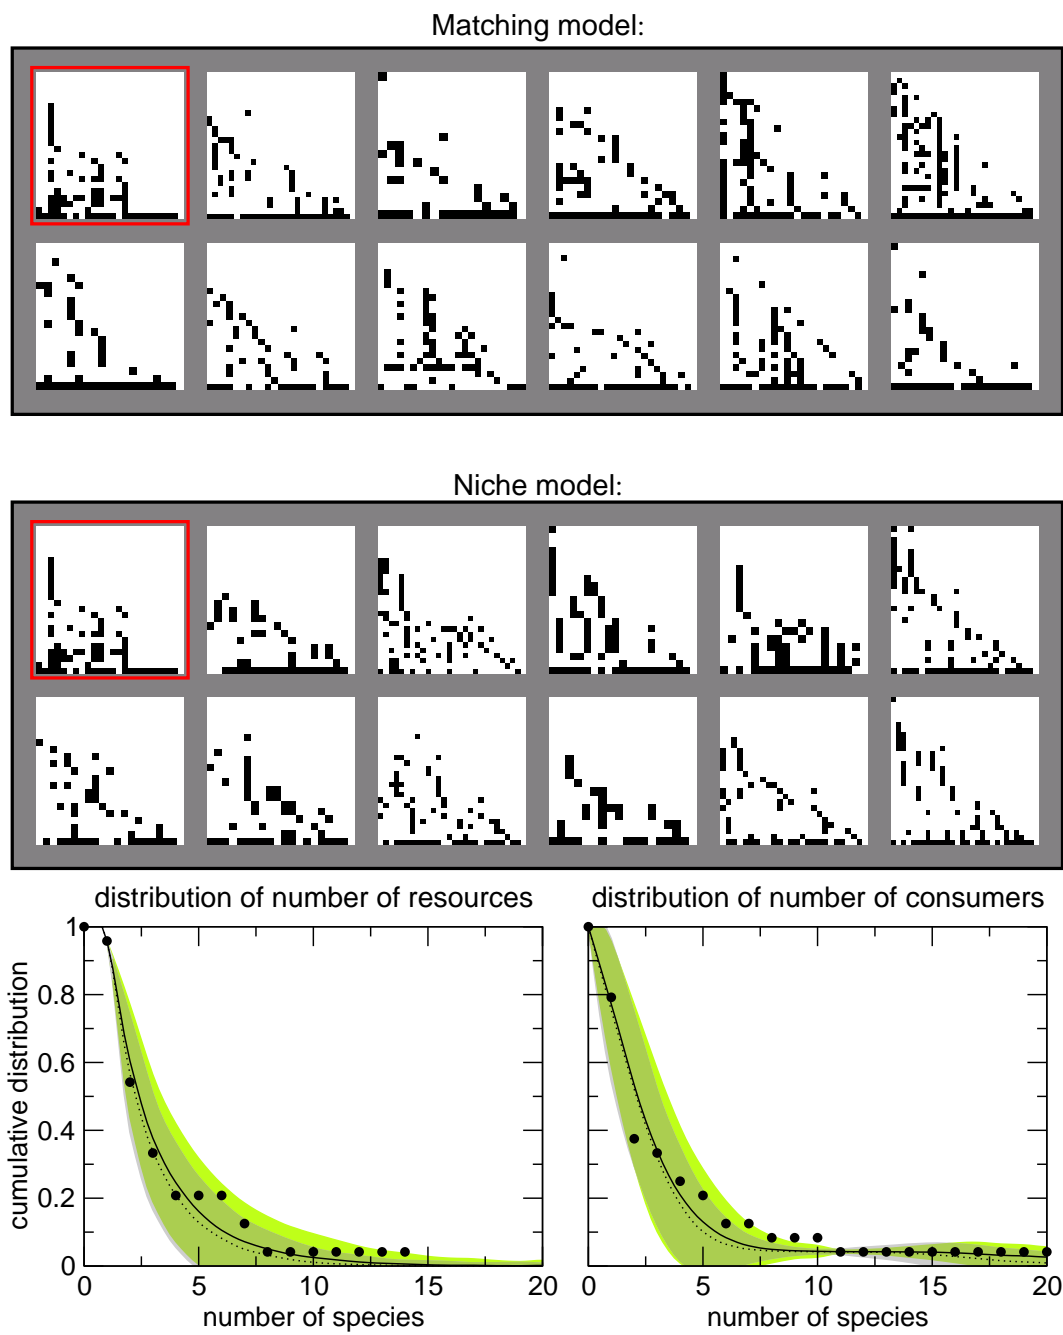 Matching model:
Niche model:
distribution of number of resources
distribution of number of consumers
cumulative distribution
1
0.8
0.6
0.4
0.2
0
0 5 10 15 20
0 5 10 15 20
number of species
number of species